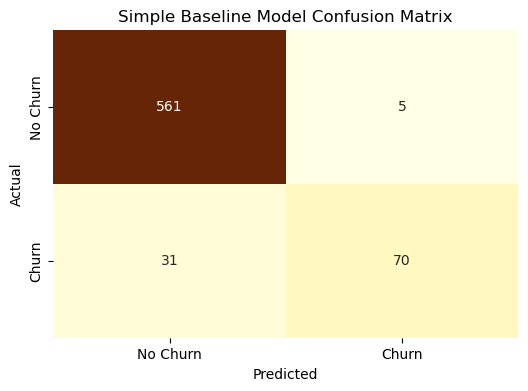 Simple Baseline Model Confusion Matrix
No Churn
561
5
Actual
Churn
31
70
No Churn
Churn
Predicted